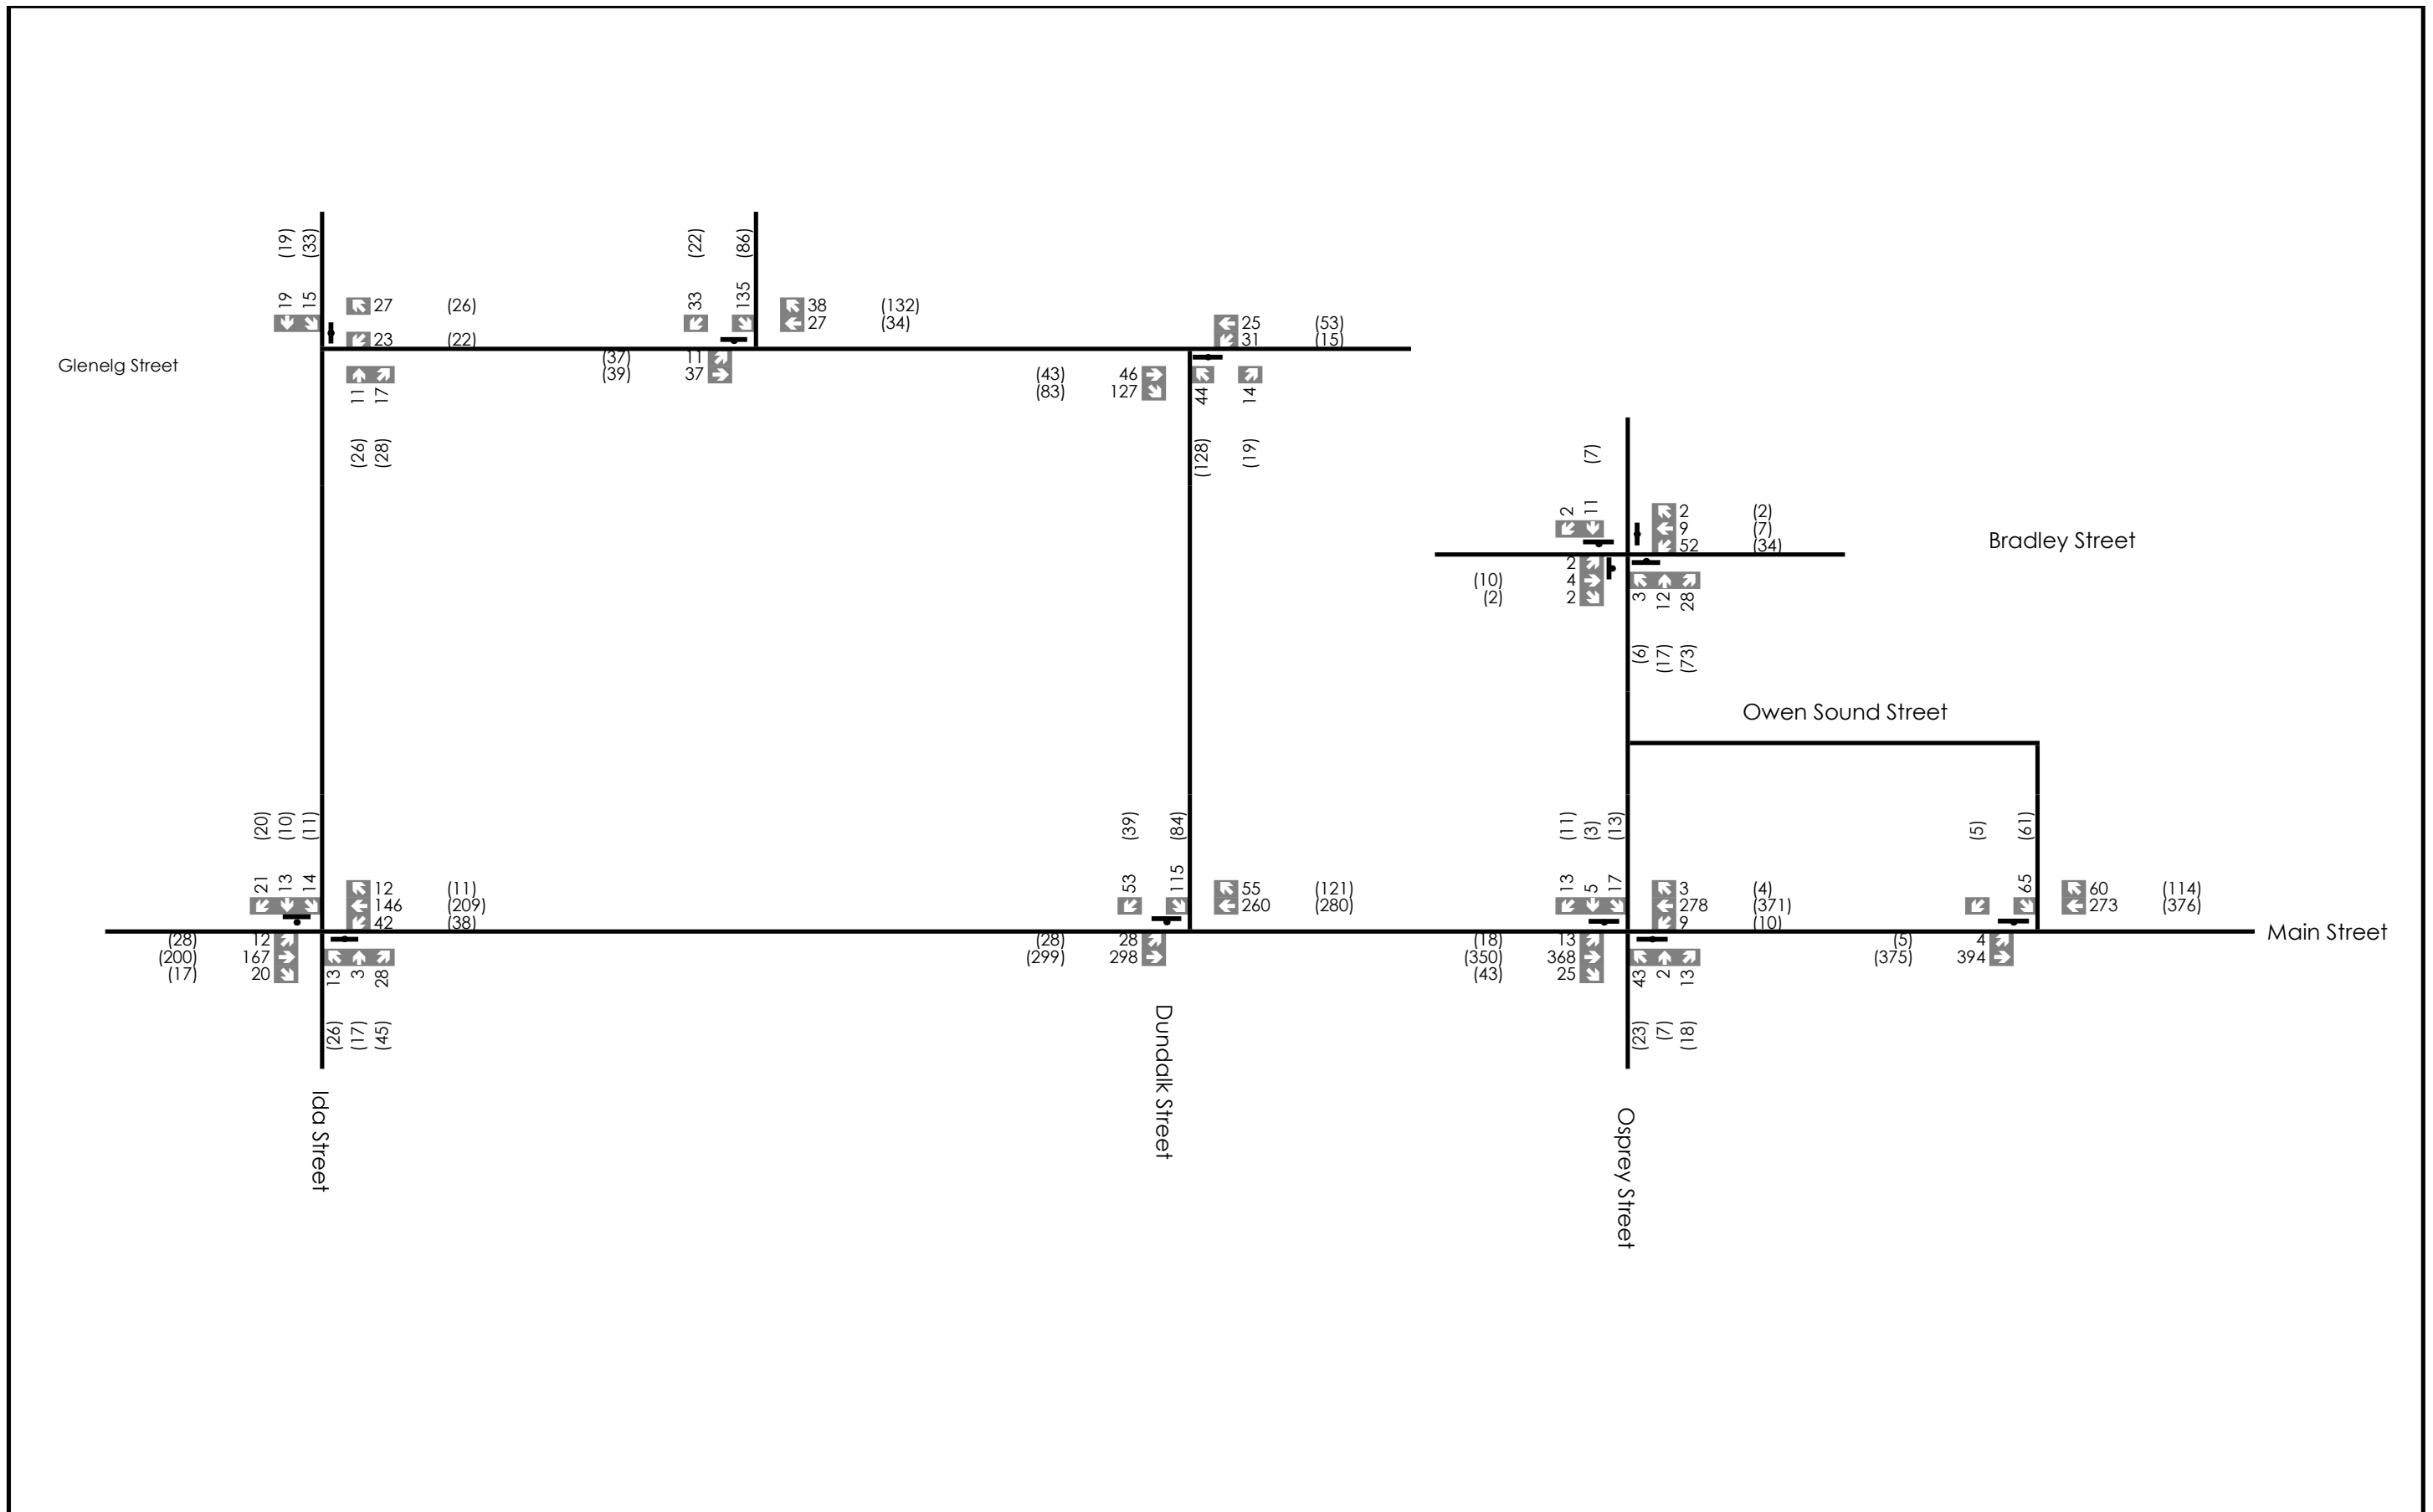 (19) (33) (22) (86)
19 15 33 135
27 (26) 38 (132)
27 (34) 25 (53)
23 (22) 31 (15)
(37) 11
Glenelg Street
(39) 37 (43) 46
(83) 127
11 17 44 14
(26) (28) (128) (19)
(7)
2 11
2 (2)
9 (7)
52 (34)
Bradley Street
2
(10) 4
(2) 2
3 12 28
(6) (17) (73)
Owen Sound Street
(20) (10) (11) (39) (84) (11) (3) (13) (5) (61)
21 13 14 53 115 13 5 17 65
12 (11) 55 (121) 3 (4) 60 (114)
146 (209) 260 (280) 278 (371) 273 (376)
42 (38) 9 (10)
Main Street
(28) 12 (28) 28 (18) 13 (5) 4
(200) 167 (299) 298 (350) 368 (375) 394
(17) 20 (43) 25
13 3 28 43 2 13
(26) (17) (45) (23) (7) (18)
Dundalk Street
Ida Street
Osprey Street